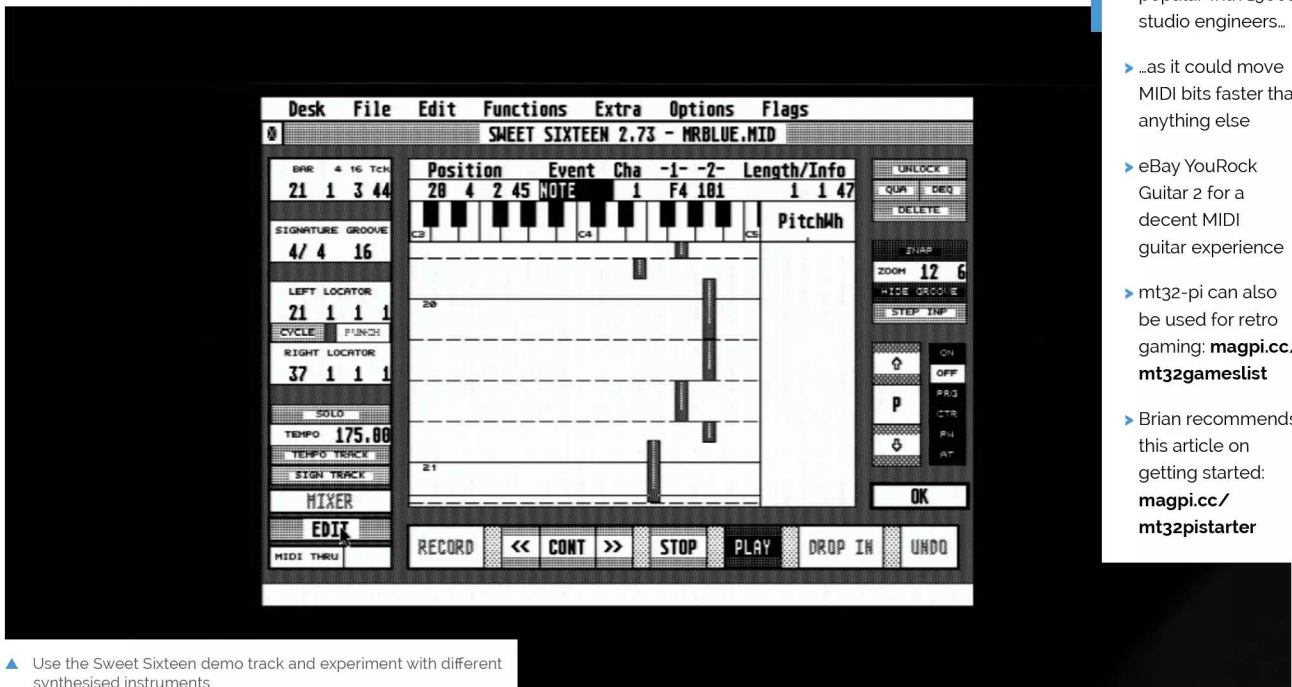 Desk File Edit Functions Extra Options Flags
SWEET SIXTEEN 2.73 - MRBLUE.MID
BAR 4 16 Tck
21 1 3 44
SIGNATURE GROOVE
4/ 4 16
LEFT LOCATOR
21 1 1 1
CYCLE PUNCH
RIGHT LOCATOR
37 1 1 1
SOLO
TEMPO 175.00
TEMPO TRACK
SIGN TRACK
MIXER
EDIT
MIDI THRU
Position Event Cha -1- -2- Length/Info
20 4 2 45 NOTE 1 F4 101 1 1 47
C3 C4 C5 PitchWh
20
21
UNLOCK
QUA DEQ
DELETE
SNAP
ZOOM 12 6
HIDE GROOVE
STEP INP
P
ON
OFF
PRG
CTR
PW
AT
OK
RECORD << CONT >> STOP PLAY DROP IN UNDO
studio engineers…
…as it could move
MIDI bits faster tha
anything else
eBay YouRock
Guitar 2 for a
decent MIDI
guitar experience
mt32-pi can also
be used for retro
gaming: magpi.cc/
mt32gameslist
Brian recommends
this article on
getting started:
magpi.cc/
mt32pistarter
Use the Sweet Sixteen demo track and experiment with different
synthesised instruments